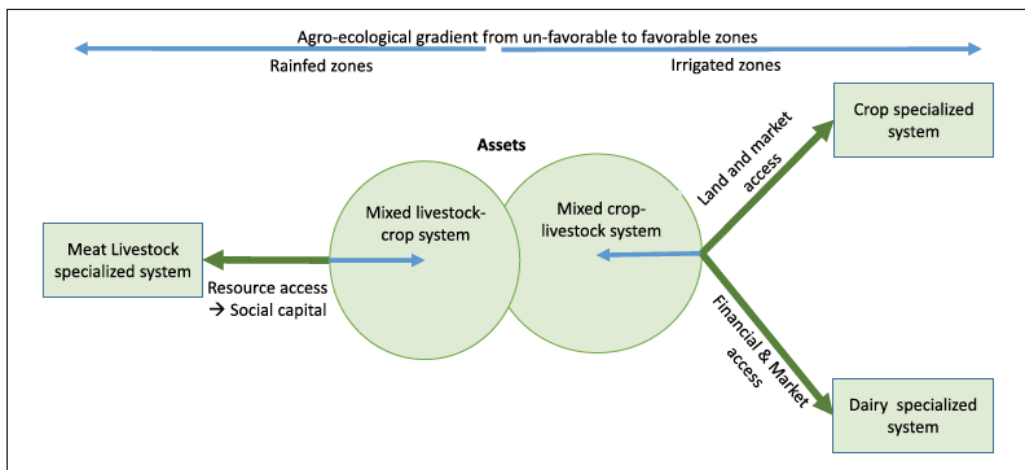 Agro-ecological gradient from un-favorable to favorable zones
Rainfed zones
Irrigated zones
Crop specialized
system
Assets
Land and market
access
Mixed livestock-
crop system
Mixed crop-
livestock system
Meat Livestock
specialized system
Resource access
→ Social capital
Financial & Market
access
Dairy specialized
system